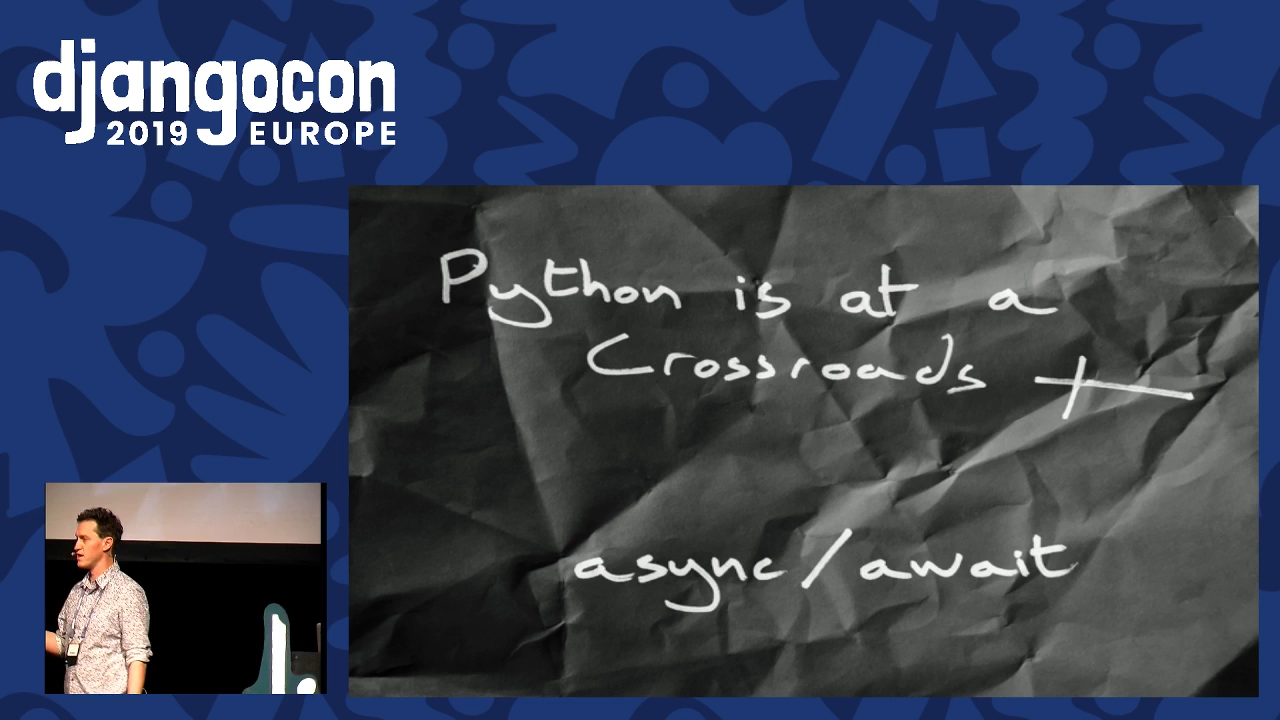 djangocon
2019 EUROPE
Python is at a
Crossroads
async/await